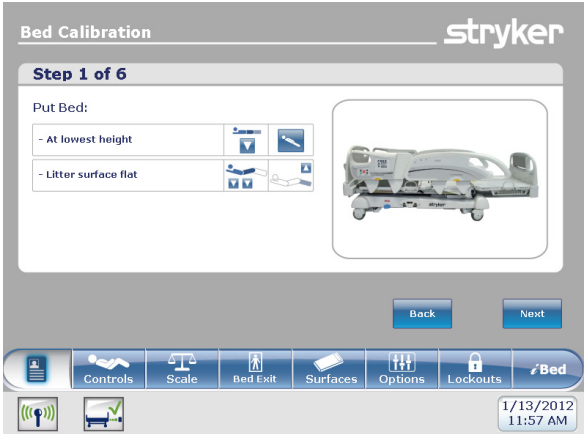 Bed Calibration
stryker
Step 1 of 6
Put Bed:
- At lowest height
- Litter surface flat
stryker
Back
Next
Controls
Scale
Bed Exit
Surfaces
Options
Lockouts
iBed
1/13/2012
11:57 AM